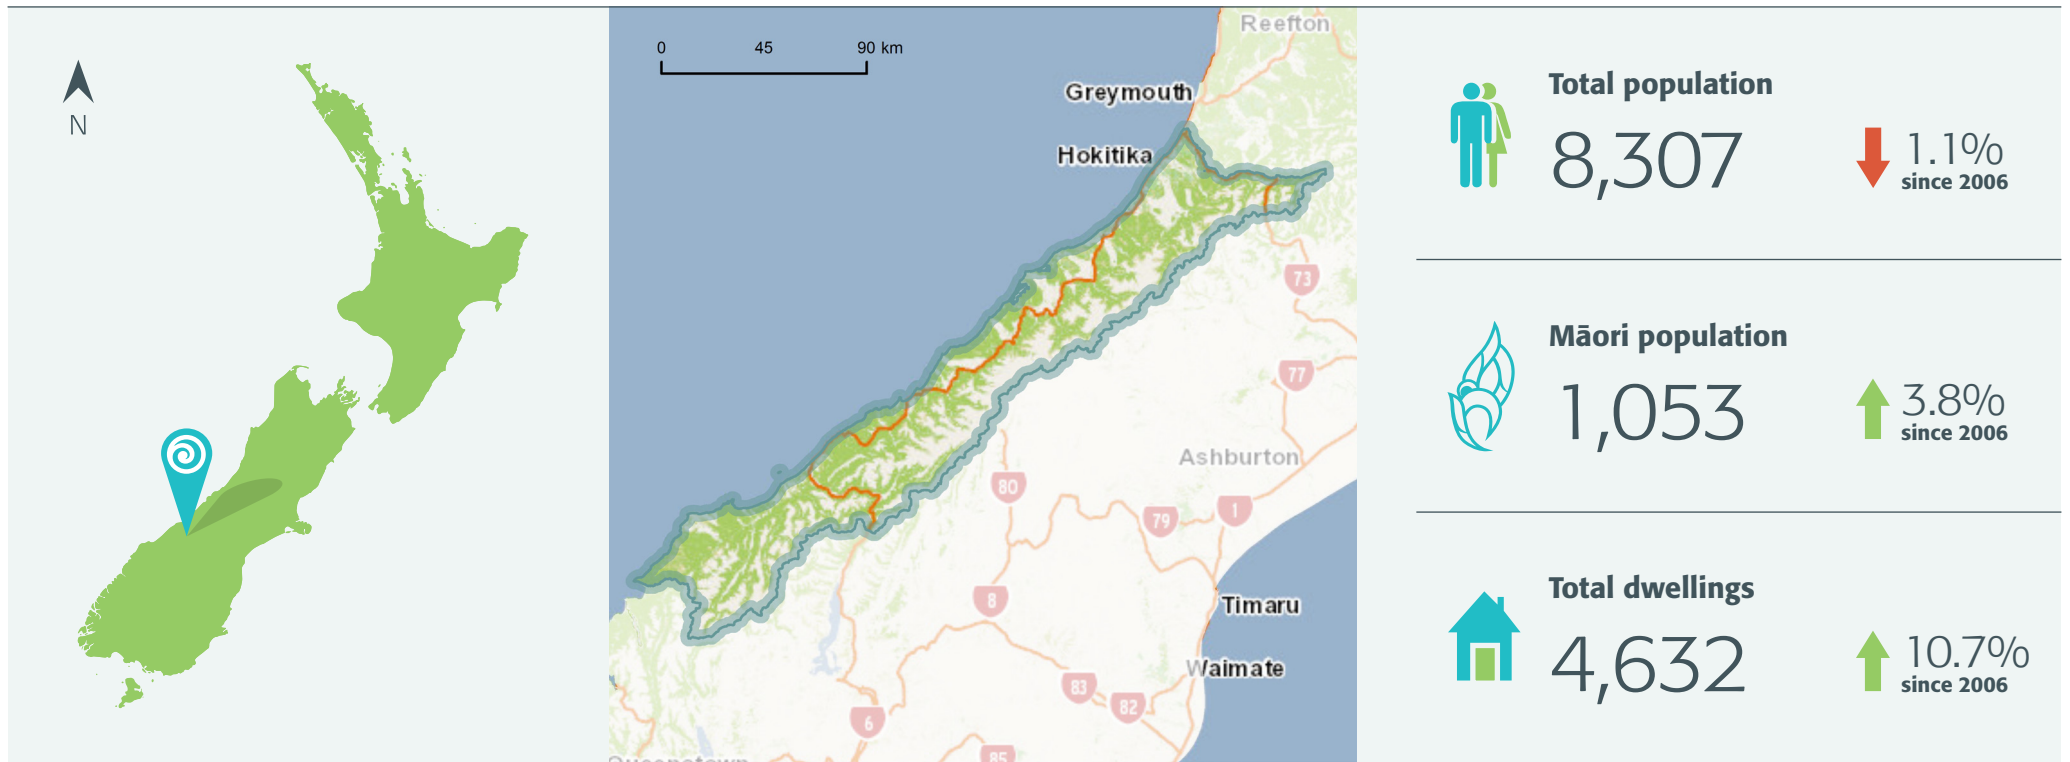 N
0 45 90 km
Reefton
Greymouth
Hokitika
73
77
Ashburton
80
79
1
8
Timaru
Waimate
83
82
6
85
Queenstown
Total population
8,307
1.1%
since 2006
Māori population
1,053
3.8%
since 2006
Total dwellings
4,632
10.7%
since 2006